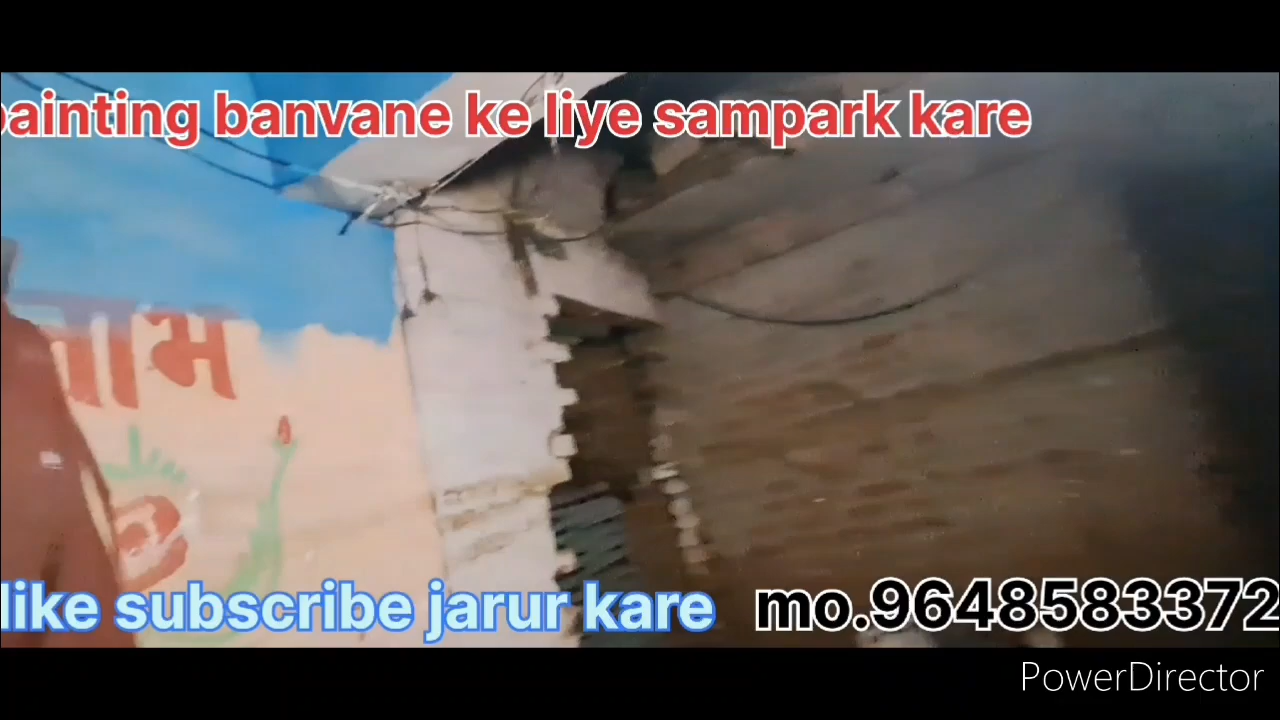 painting banvane ke liye sampark kare
like subscribe jarur kare mo.9648583372
PowerDirector